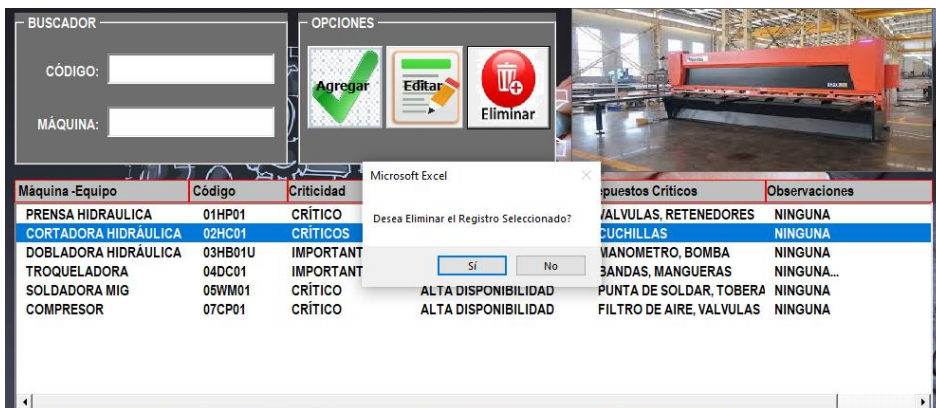 BUSCADOR
OPCIONES
CÓDIGO:
MÁQUINA:
Agregar
Editar
Eliminar
Microsoft Excel
Desea Eliminar el Registro Seleccionado?
Sí
No
Máquina -Equipo Código Criticidad epuestos Críticos Observaciones
PRENSA HIDRAULICA 01HP01 CRÍTICO VALVULAS, RETENEDORES NINGUNA
CORTADORA HIDRÁULICA 02HC01 CRÍTICOS CUCHILLAS NINGUNA
DOBLADORA HIDRÁULICA 03HB01U IMPORTANT MANOMETRO, BOMBA NINGUNA
TROQUELADORA 04DC01 IMPORTANT BANDAS, MANGUERAS NINGUNA...
SOLDADORA MIG 05WM01 CRÍTICO ALTA DISPONIBILIDAD PUNTA DE SOLDAR, TOBERA NINGUNA
COMPRESOR 07CP01 CRÍTICO ALTA DISPONIBILIDAD FILTRO DE AIRE, VALVULAS NINGUNA